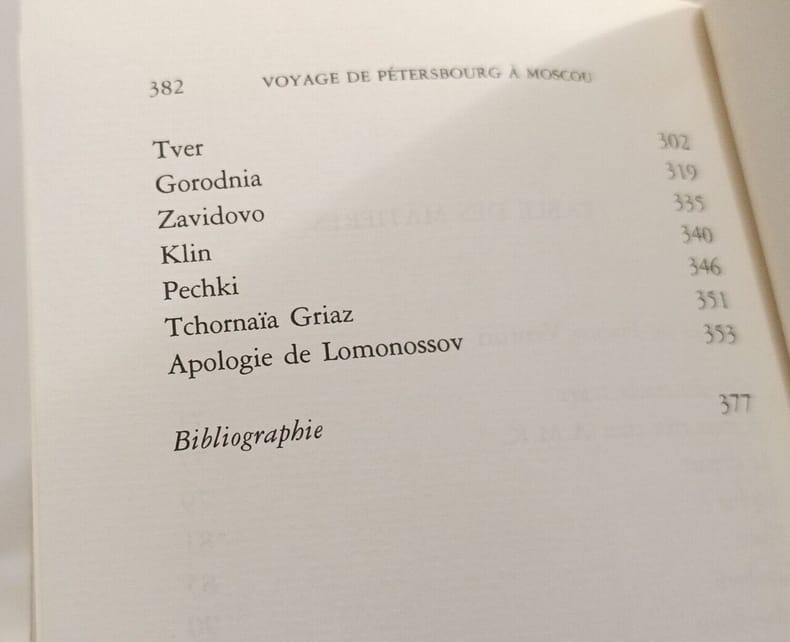 382 VOYAGE DE PÉTERSBOURG À MOSCOU
Tver 302
Gorodnia 319
Zavidovo 335
Klin 340
Pechki 346
Tchornaïa Griaz 351
Apologie de Lomonossov 353
Bibliographie 377